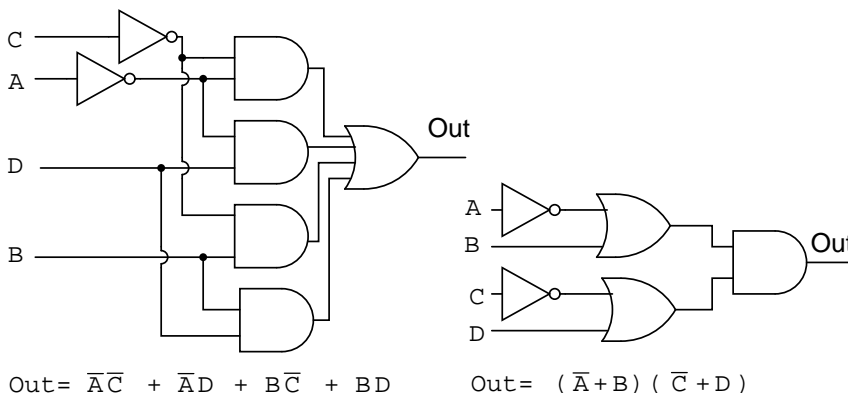 C
A
D
B
Out
A
B
C
D
Out
Out= A̅C̅ + A̅D + BC̅ + BD
Out= (A̅+B)(C̅+D)